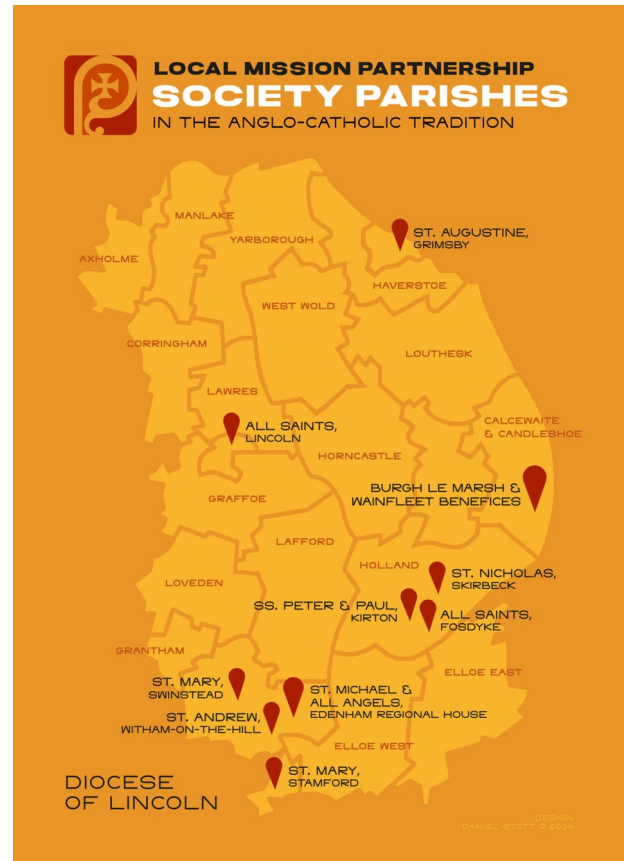 LOCAL MISSION PARTNERSHIP
SOCIETY PARISHES
IN THE ANGLO-CATHOLIC TRADITION
MANLAKE
YARBOROUGH
ST. AUGUSTINE,
GRIMSBY
AXHOLME
HAVERSTOE
WEST WOLD
CORRINGHAM
LOUTHESK
LAWRES
ALL SAINTS,
LINCOLN
CALCEWAITE
& CANDLESHOE
HORNCASTLE
BURGH LE MARSH &
WAINFLEET BENEFICES
GRAFFOE
LAFFORD
HOLLAND
LOVEDEN
ST. NICHOLAS,
SKIRBECK
SS. PETER & PAUL,
KIRTON
ALL SAINTS,
FOSDYKE
GRANTHAM
ELLOE EAST
ST. MARY,
SWINSTEAD
ST. MICHAEL &
ALL ANGELS,
EDENHAM REGIONAL HOUSE
ST. ANDREW,
WITHAM-ON-THE-HILL
ELLOE WEST
ST. MARY,
STAMFORD
DIOCESE
OF LINCOLN
DESIGN
DANIEL STOTT © 2024